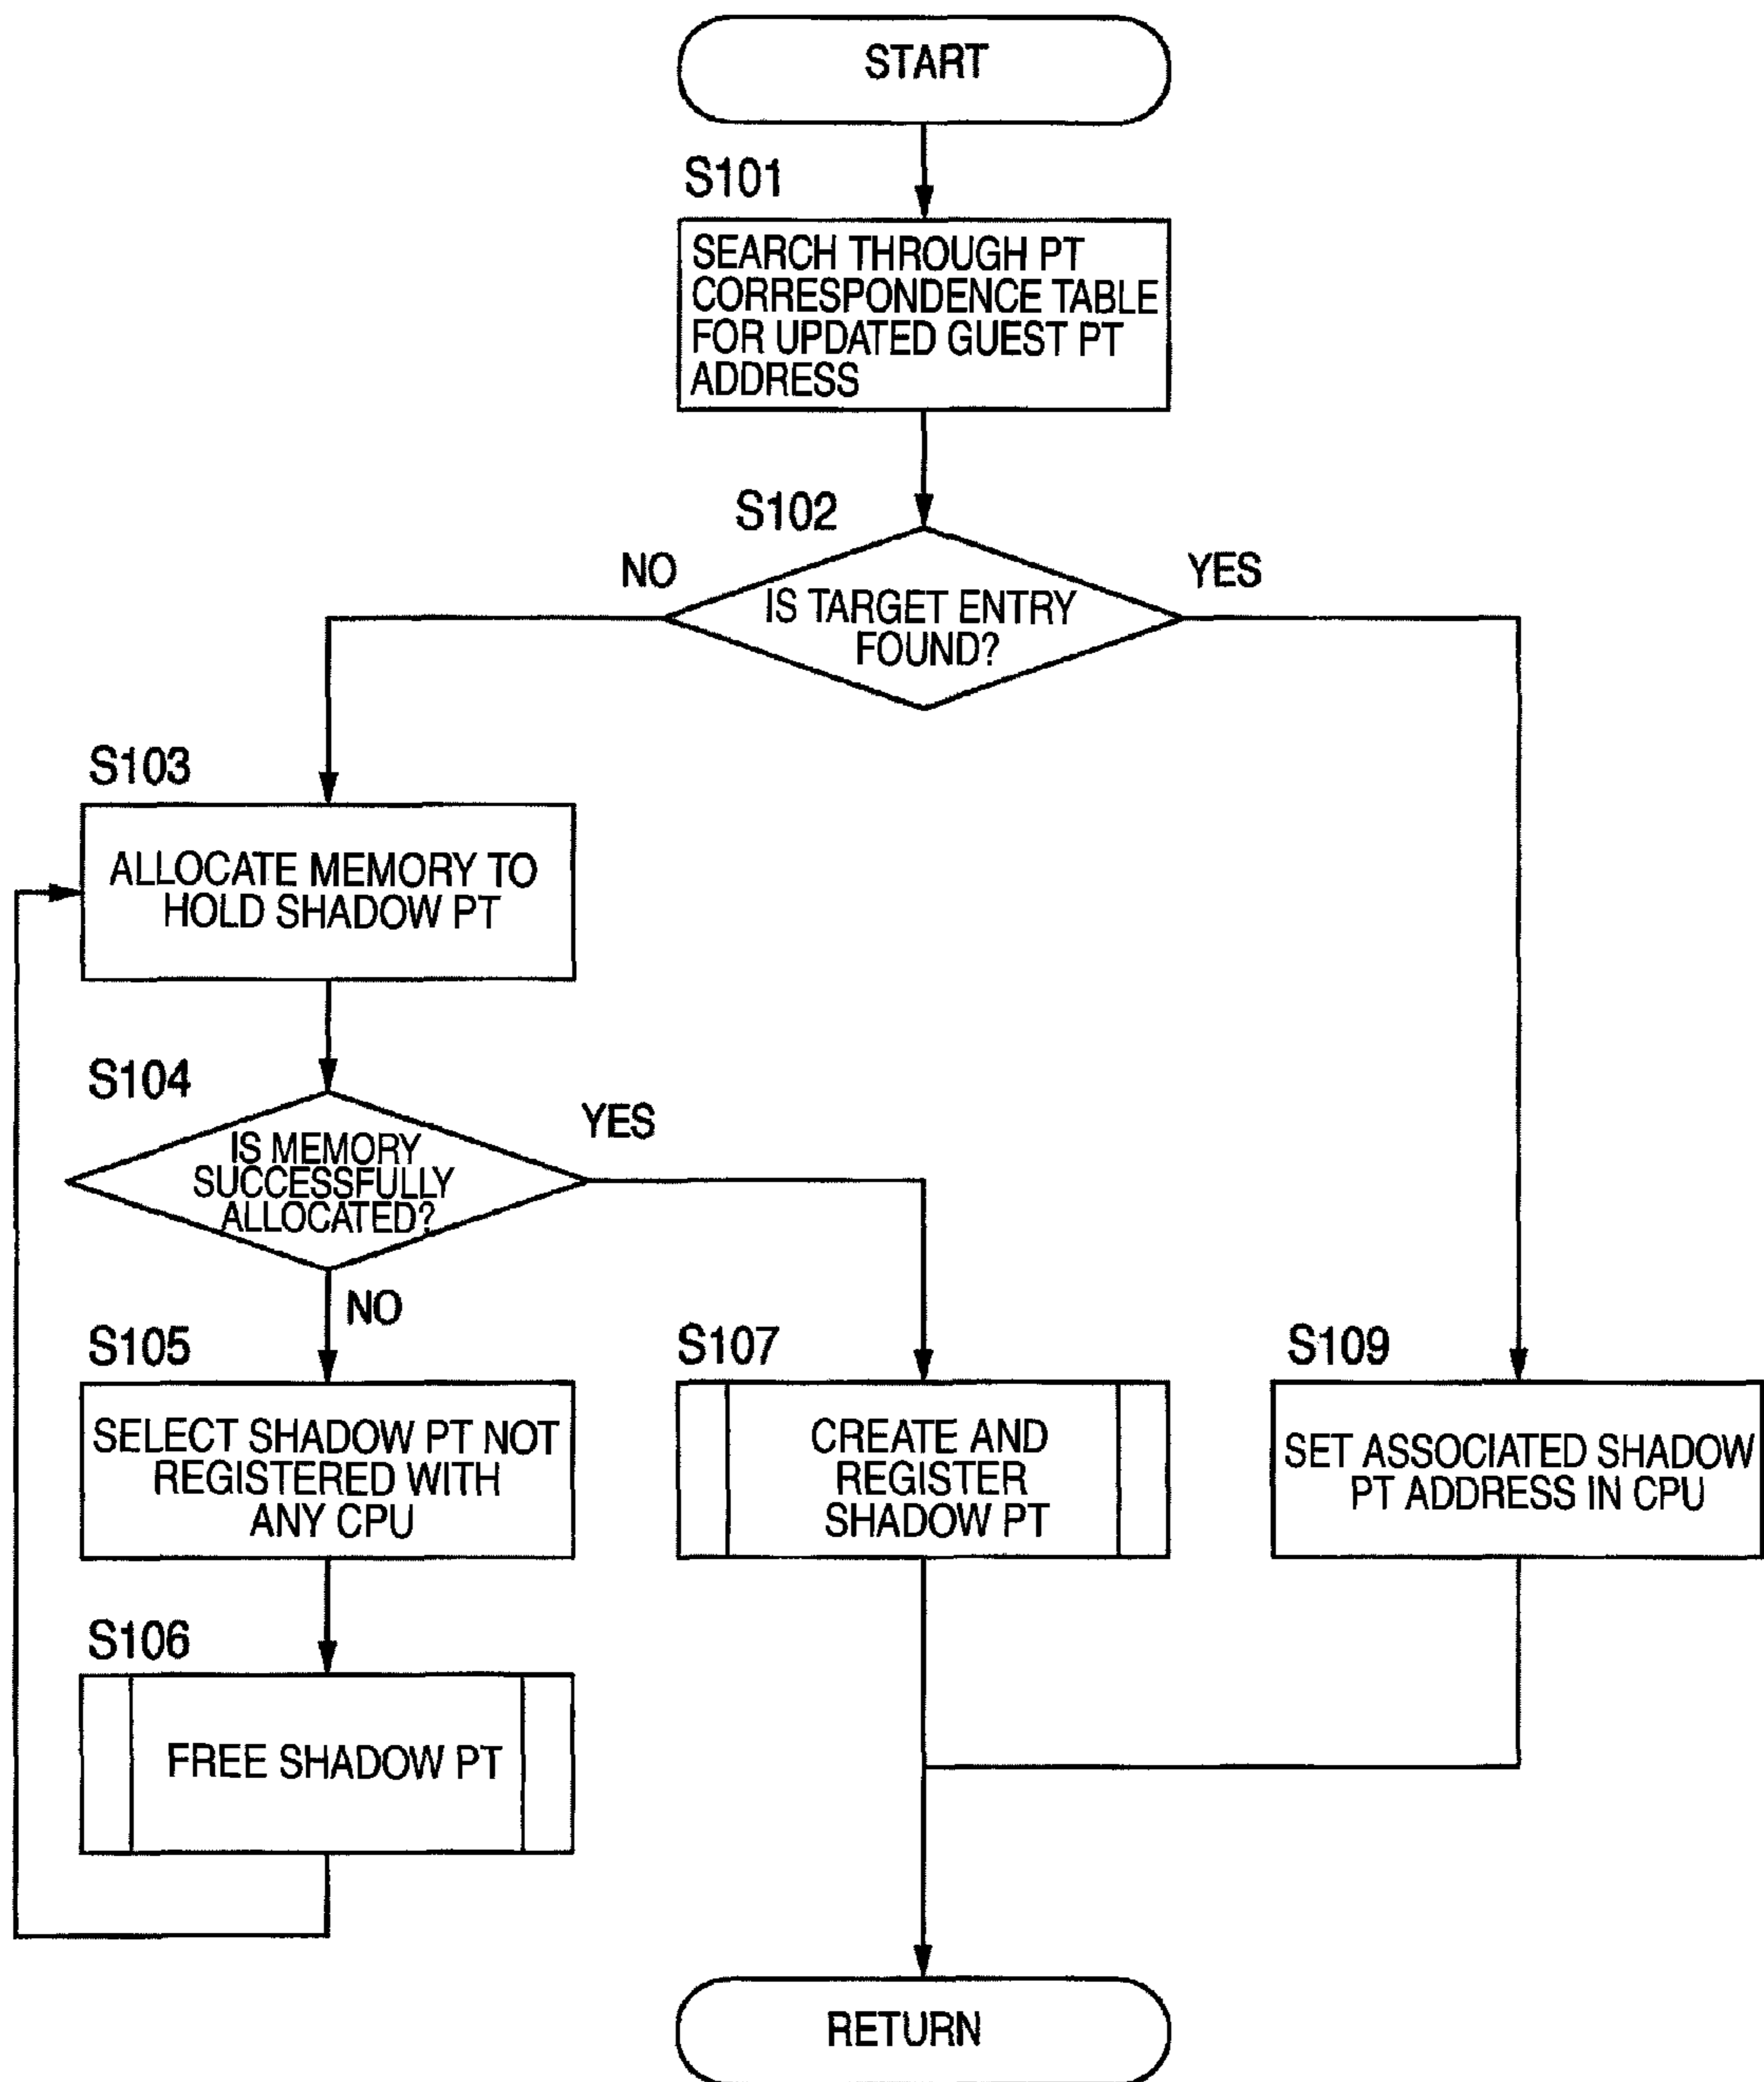 START
S101
SEARCH THROUGH PT
CORRESPONDENCE TABLE
FOR UPDATED GUEST PT
ADDRESS
S102
NO
YES
IS TARGET ENTRY
FOUND?
S103
ALLOCATE MEMORY TO
HOLD SHADOW PT
S104
YES
IS MEMORY
SUCCESSFULLY
ALLOCATED?
NO
S105
SELECT SHADOW PT NOT
REGISTERED WITH
ANY CPU
S107
CREATE AND
REGISTER
SHADOW PT
S109
SET ASSOCIATED SHADOW
PT ADDRESS IN CPU
S106
FREE SHADOW PT
RETURN